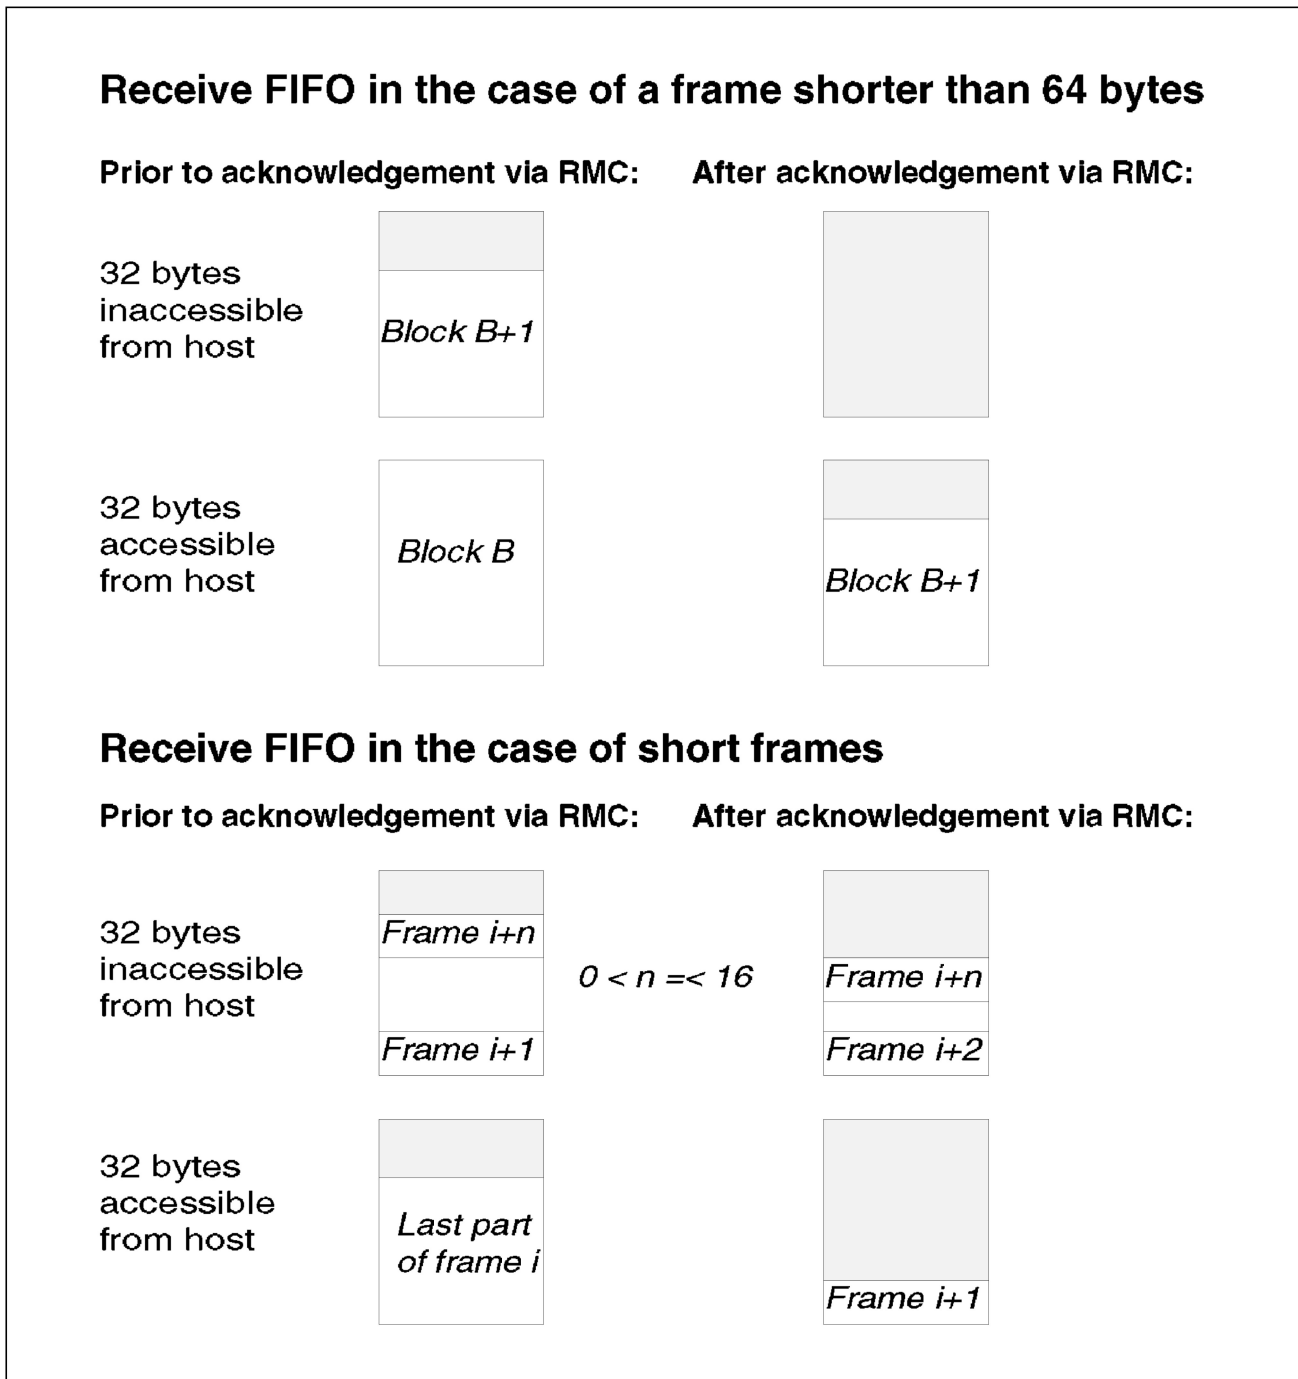 Receive FIFO in the case of a frame shorter than 64 bytes
Prior to acknowledgement via RMC:
After acknowledgement via RMC:
32 bytes
inaccessible
from host
Block B+1
32 bytes
accessible
from host
Block B
Block B+1
Receive FIFO in the case of short frames
Prior to acknowledgement via RMC:
After acknowledgement via RMC:
32 bytes
inaccessible
from host
Frame i+n
Frame i+1
0 < n =< 16
Frame i+n
Frame i+2
32 bytes
accessible
from host
Last part
of frame i
Frame i+1